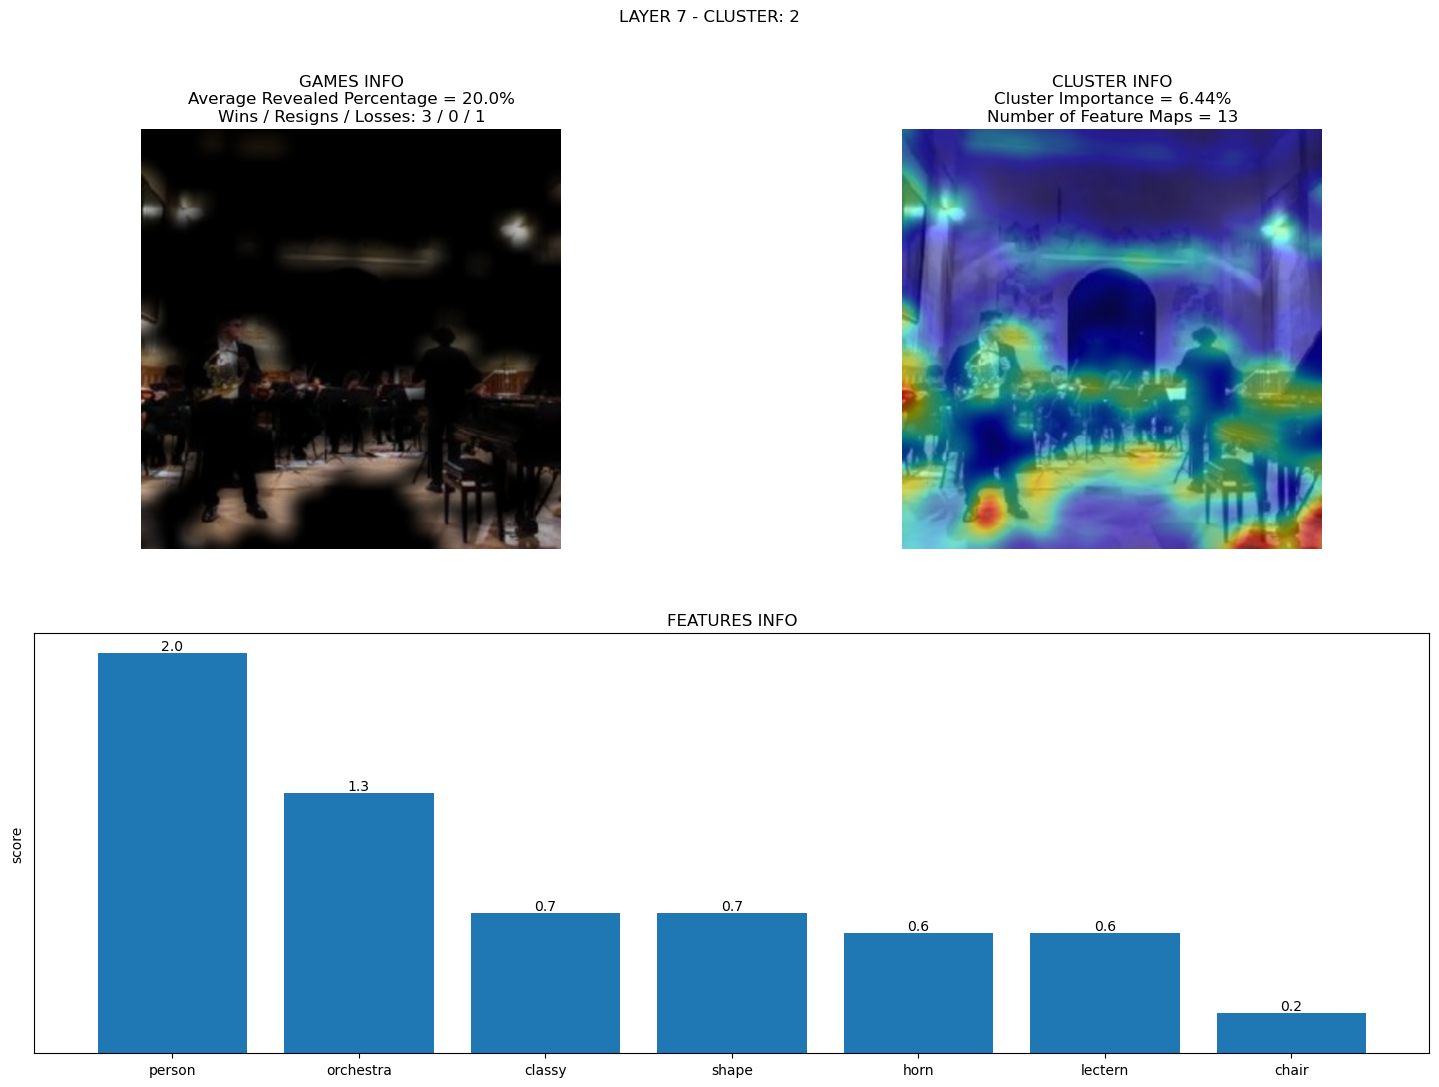 LAYER 7 - CLUSTER: 2
GAMES INFO
Average Revealed Percentage = 20.0%
Wins / Resigns / Losses: 3 / 0 / 1
CLUSTER INFO
Cluster Importance = 6.44%
Number of Feature Maps = 13
FEATURES INFO
score
2.0
1.3
0.7
0.7
0.6
0.6
0.2
person
orchestra
classy
shape
horn
lectern
chair